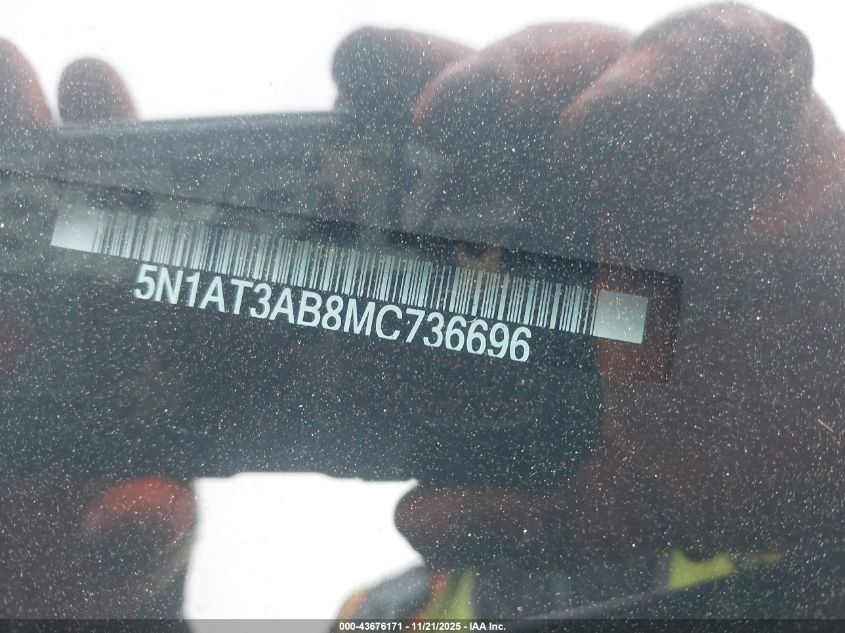 5N1AT3AB8MC736696
000-43676171 - 11/21/2025 - IAA Inc.